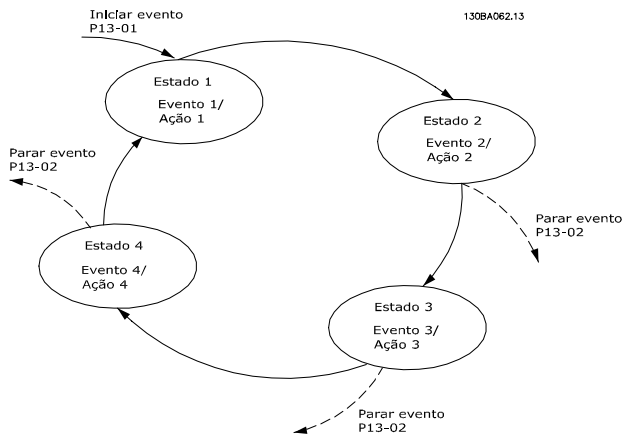 Iniciar evento
P13-01
130BA062.13
Estado 1
Evento 1/
Ação 1
Estado 2
Evento 2/
Ação 2
Parar evento
P13-02
Parar evento
P13-02
Estado 4
Evento 4/
Ação 4
Estado 3
Evento 3/
Ação 3
Parar evento
P13-02